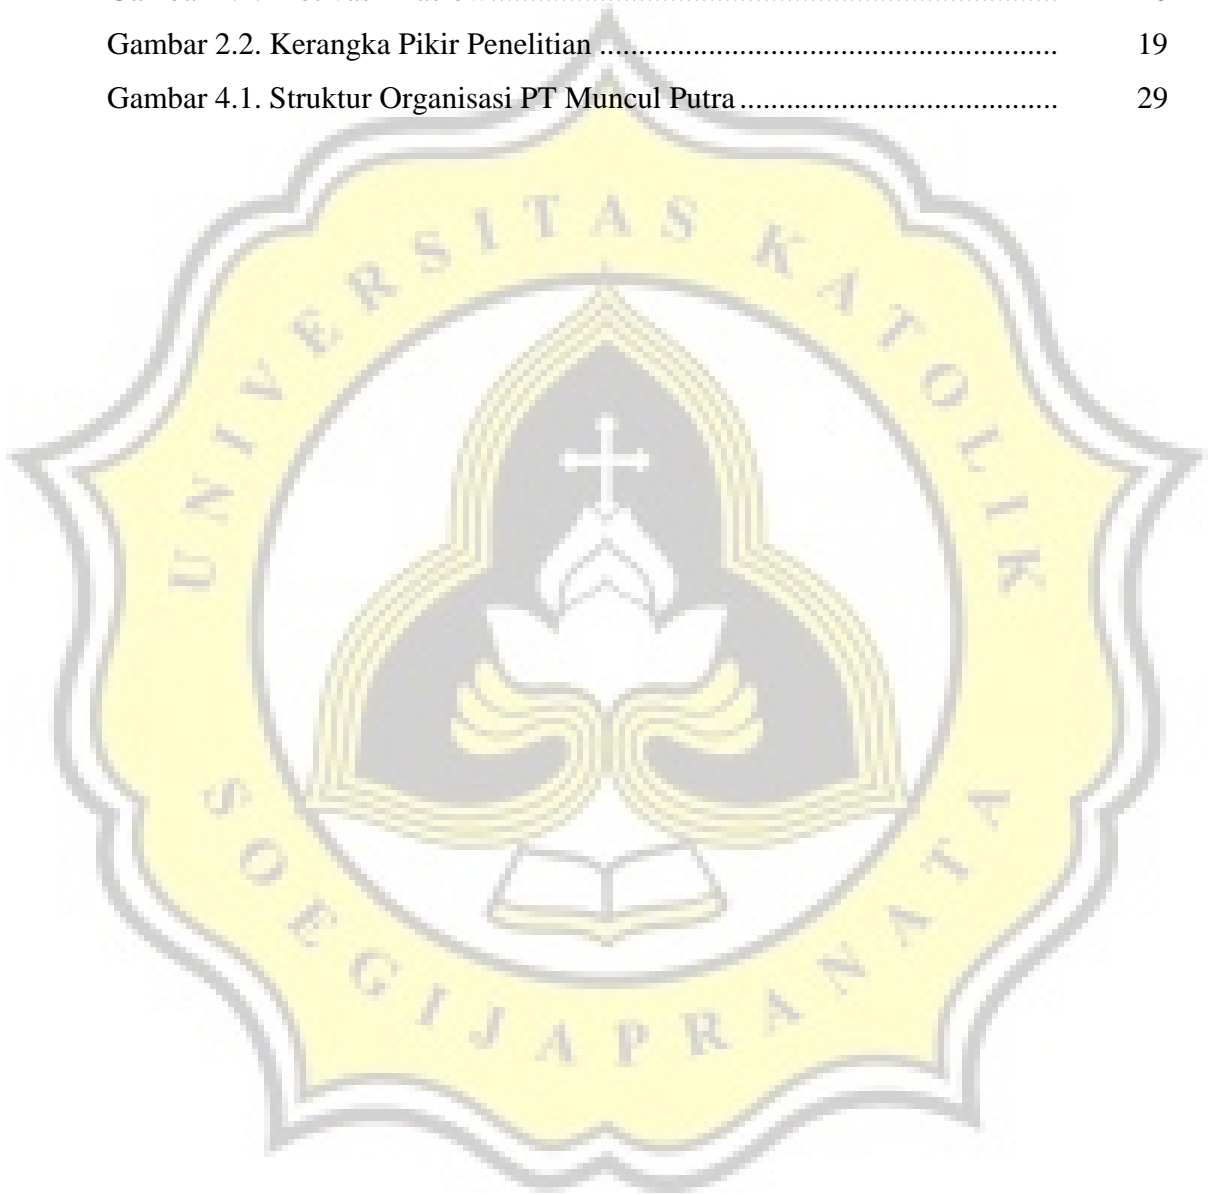 Gambar 2.2. Kerangka Pikir Penelitian ........................................................... 19
Gambar 4.1. Struktur Organisasi PT Muncul Putra ......................................... 29
UNIVERSITAS KATOLIK
SOEGIJAPRANATA